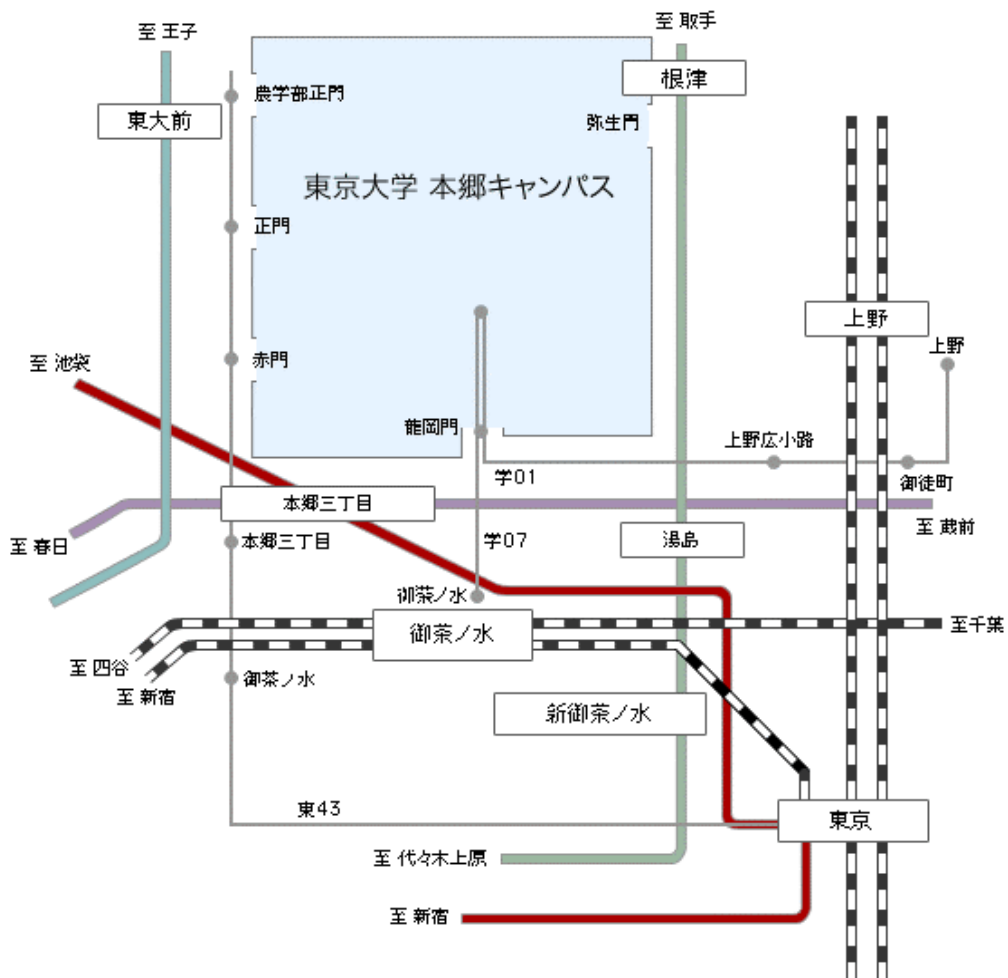 至 王子
至 取手
根津
農学部正門
東大前
弥生門
東京大学 本郷キャンパス
正門
上野
上野
至 池袋
赤門
龍岡門
上野広小路
学01
御徒町
本郷三丁目
至 蔵前
至 春日
本郷三丁目
学07
湯島
御茶ノ水
御茶ノ水
至千葉
至 四谷
至 新宿
御茶ノ水
新御茶ノ水
東43
東京
至 代々木上原
至 新宿